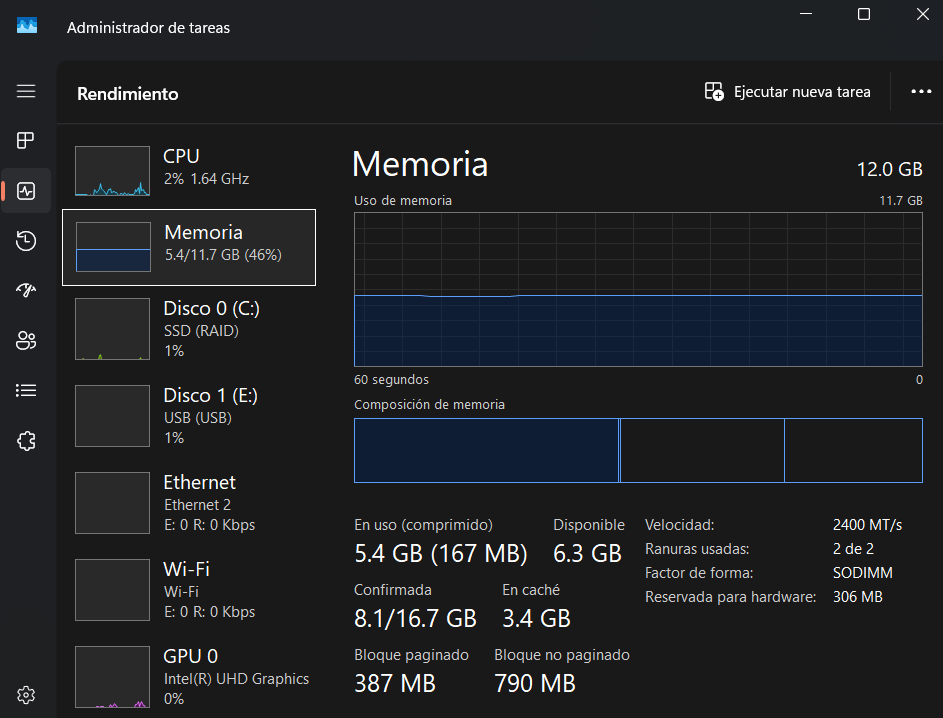 Administrador de tareas
Rendimiento
Ejecutar nueva tarea
CPU
2% 1.64 GHz
Memoria
5.4/11.7 GB (46%)
Disco 0 (C:)
SSD (RAID)
1%
Disco 1 (E:)
USB (USB)
1%
Ethernet
Ethernet 2
E: 0 R: 0 Kbps
Wi-Fi
Wi-Fi
E: 0 R: 0 Kbps
GPU 0
Intel(R) UHD Graphics
0%
Memoria 12.0 GB
Uso de memoria 11.7 GB
60 segundos 0
Composición de memoria
En uso (comprimido) Disponible
5.4 GB (167 MB) 6.3 GB
Confirmada En caché
8.1/16.7 GB 3.4 GB
Bloque paginado Bloque no paginado
387 MB 790 MB
Velocidad: 2400 MT/s
Ranuras usadas: 2 de 2
Factor de forma: SODIMM
Reservada para hardware: 306 MB